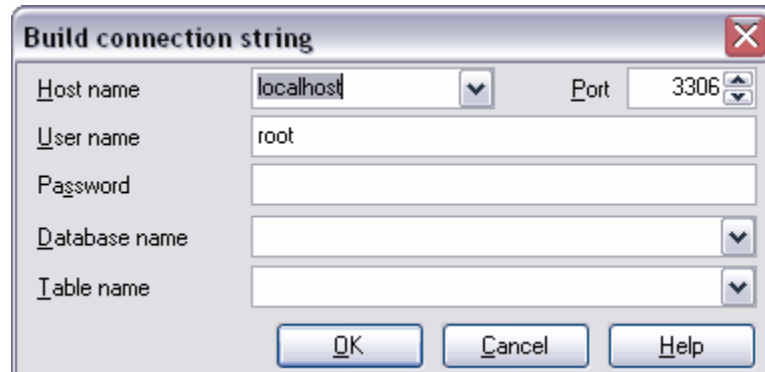 Build connection string
Host name localhost Port 3306
User name root
Password
Database name
Table name
OK Cancel Help